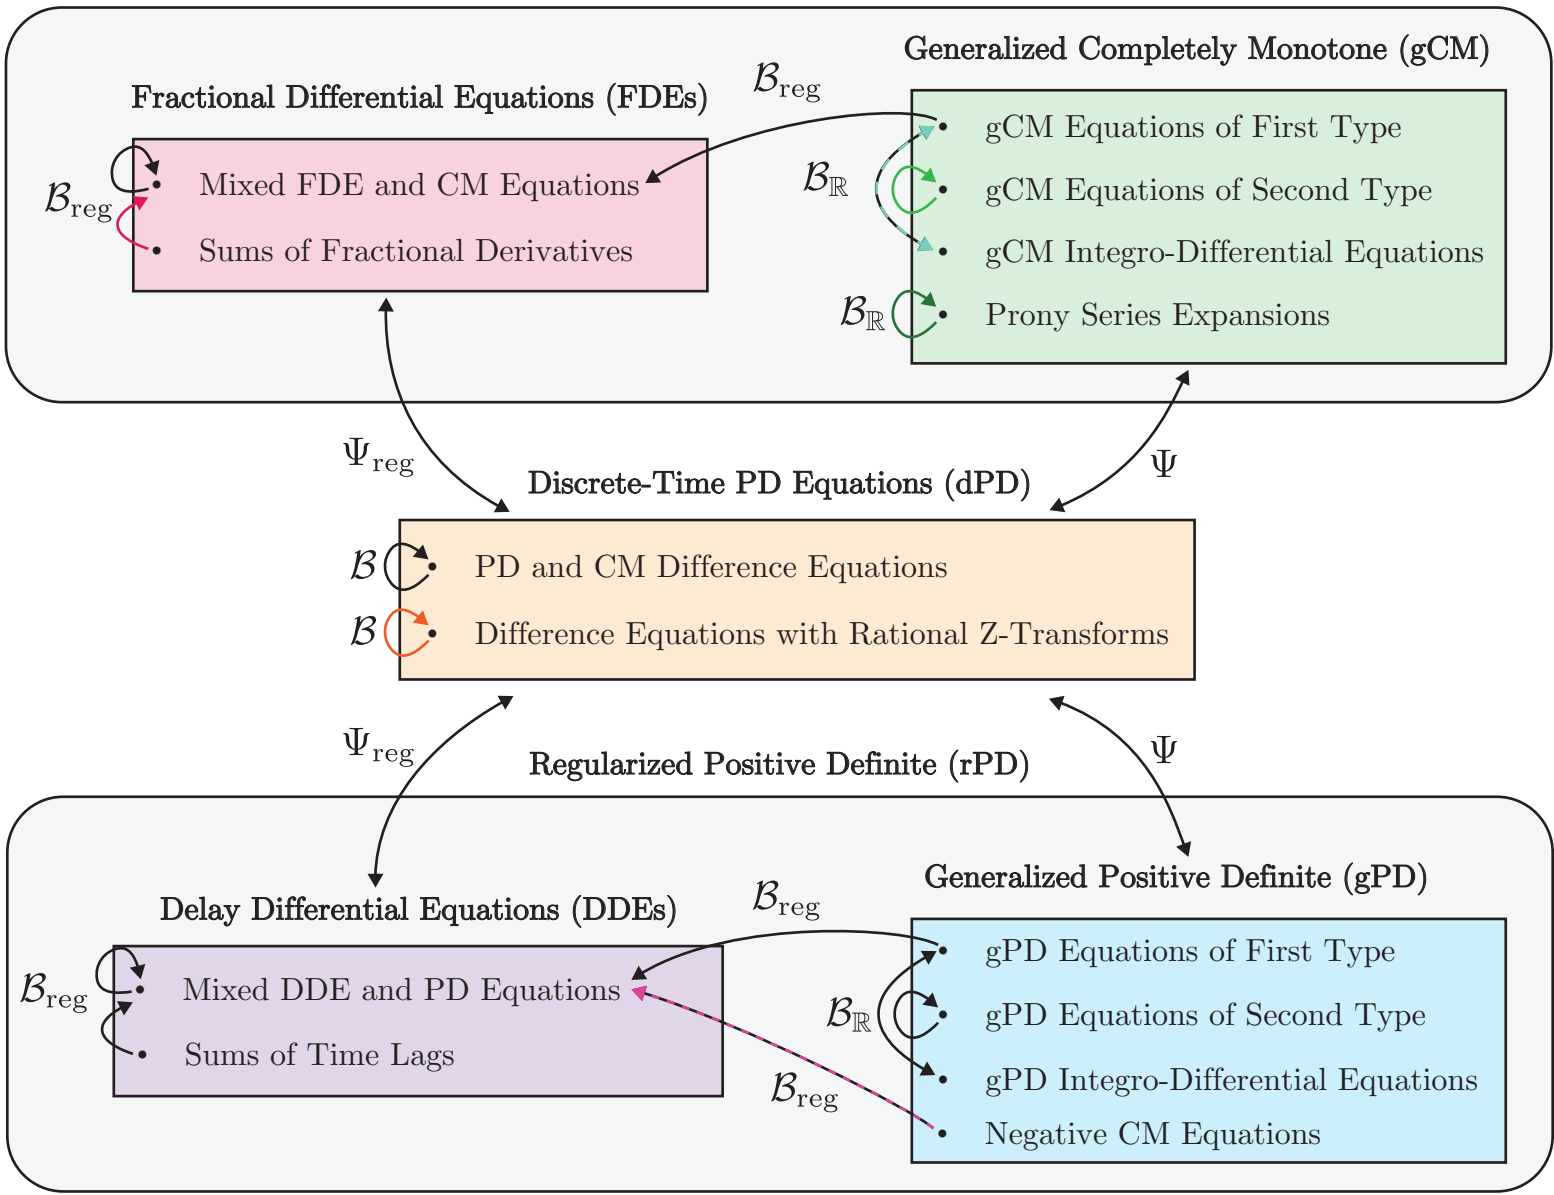 Generalized Completely Monotone (gCM)
Fractional Differential Equations (FDEs)
ℬreg
gCM Equations of First Type
Mixed FDE and CM Equations
ℬℝ
gCM Equations of Second Type
ℬreg
Sums of Fractional Derivatives
gCM Integro-Differential Equations
ℬℝ
Prony Series Expansions
Ψreg
Ψ
Discrete-Time PD Equations (dPD)
ℬ
PD and CM Difference Equations
ℬ
Difference Equations with Rational Z-Transforms
Ψreg
Ψ
Regularized Positive Definite (rPD)
Generalized Positive Definite (gPD)
Delay Differential Equations (DDEs)
ℬreg
gPD Equations of First Type
ℬreg
Mixed DDE and PD Equations
ℬℝ
gPD Equations of Second Type
Sums of Time Lags
gPD Integro-Differential Equations
ℬreg
Negative CM Equations